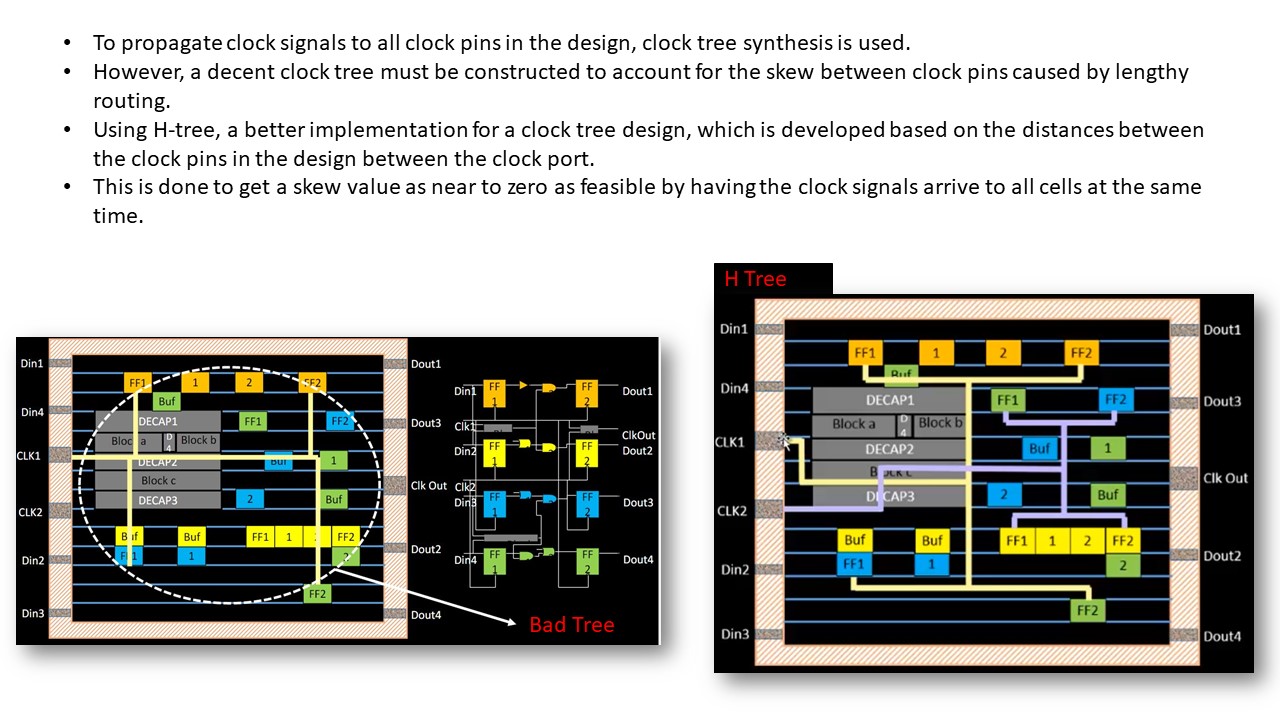 • To propagate clock signals to all clock pins in the design, clock tree synthesis is used.
• However, a decent clock tree must be constructed to account for the skew between clock pins caused by lengthy
routing.
• Using H-tree, a better implementation for a clock tree design, which is developed based on the distances between
the clock pins in the design between the clock port.
• This is done to get a skew value as near to zero as feasible by having the clock signals arrive to all cells at the same
time.
Din1
Din4
CLK1
CLK2
Din2
Din3
FF1 1 2 FF2
Buf
DECAP1 FF1 FF2
Block a D4 Block b
DECAP2 Buf 1
Block c
DECAP3 2 Buf
Buf Buf FF1 1 2 FF2
FF1 1 2
FF2
Dout1
Dout3
Clk Out
Dout2
Dout4
Din1 FF 1 FF 2 Dout1
Clk1 ClkOut
Din2 FF 1 FF 2 Dout2
Clk2
Din3 FF 1 FF 2 Dout3
Din4 FF 1 FF 2 Dout4
Bad Tree
H Tree
Din1
Din4
CLK1
CLK2
Din2
Din3
FF1 1 2 FF2
Buf
DECAP1 FF1 FF2
Block a D4 Block b
DECAP2 Buf 1
Block c
DECAP3 2 Buf
Buf Buf FF1 1 2 FF2
FF1 1 2
FF2
Dout1
Dout3
Clk Out
Dout2
Dout4